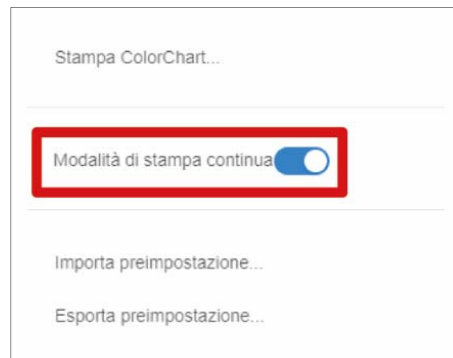 Stampa ColorChart...
Modalità di stampa continua
Importa preimpostazione...
Esporta preimpostazione...